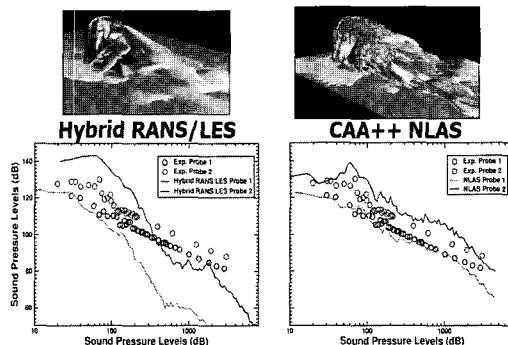 Hybrid RANS/LES
CAA++ NLAS
Exp. Probe 1
Exp. Probe 2
Hybrid RANS/LES Probe 1
Hybrid RANS/LES Probe 2
140
120
100
80
60
Sound Pressure Levels (dB)
10
100
1000
Sound Pressure Levels (dB)
Exp. Probe 1
Exp. Probe 2
NLAS Probe 1
NLAS Probe 2
Sound Pressure Levels (dB)
10
100
1000
Sound Pressure Levels (dB)